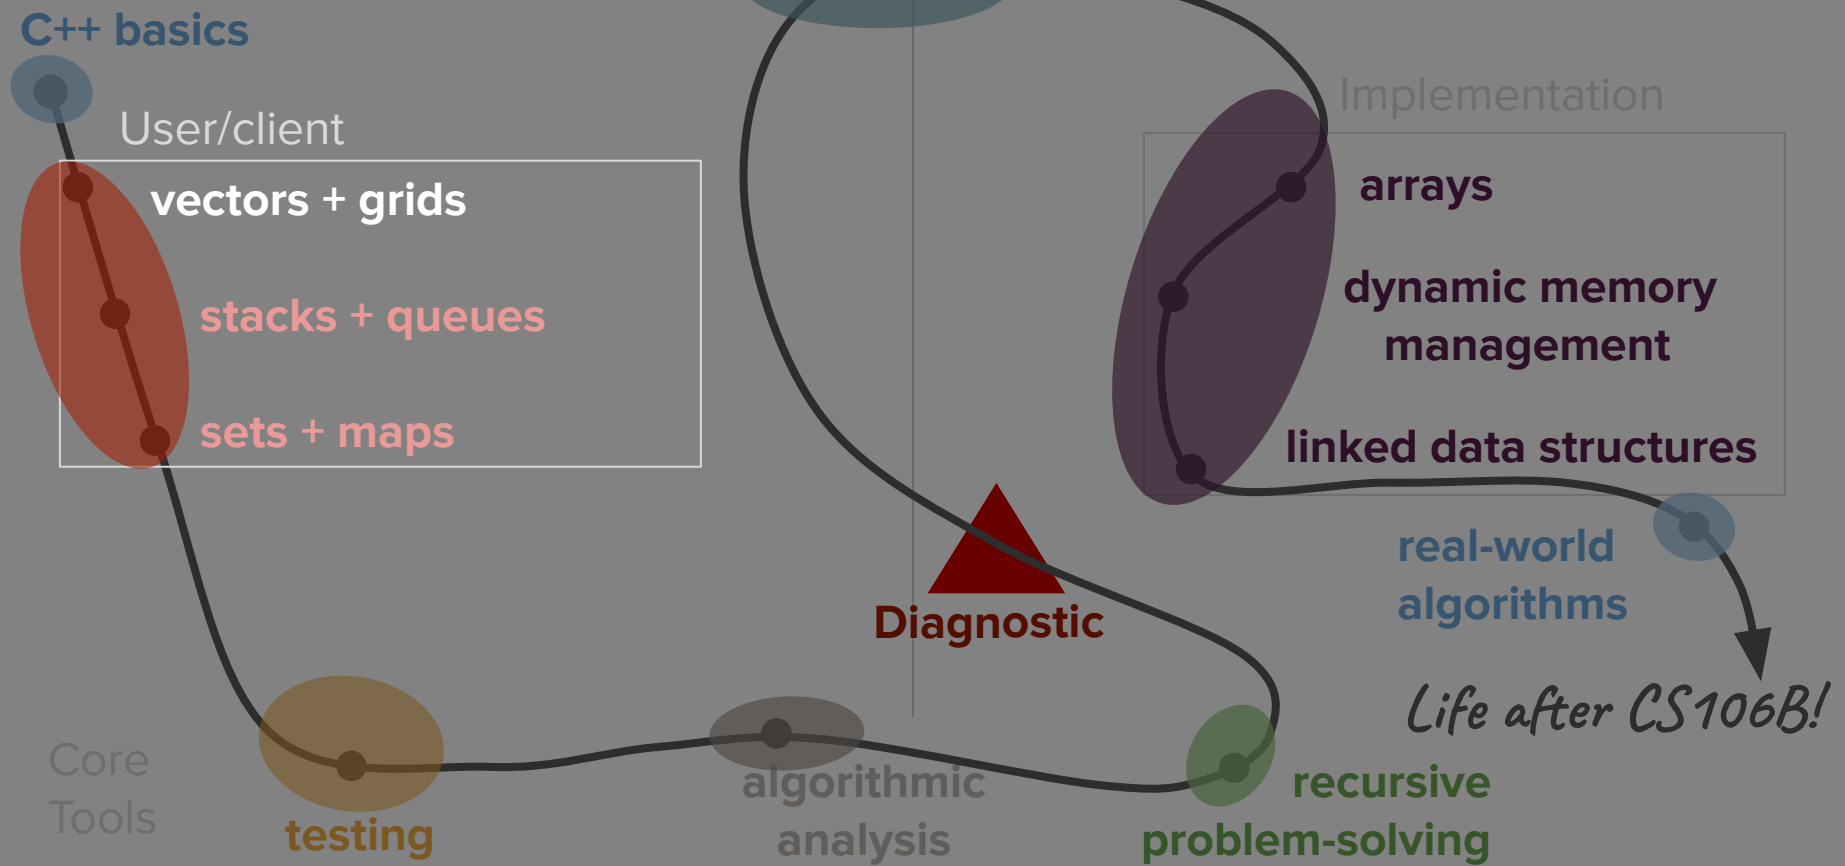 C++ basics
User/client
vectors + grids
stacks + queues
sets + maps
Core
Tools
testing
algorithmic
analysis
Diagnostic
recursive
problem-solving
Implementation
arrays
dynamic memory
management
linked data structures
real-world
algorithms
Life after CS106B!